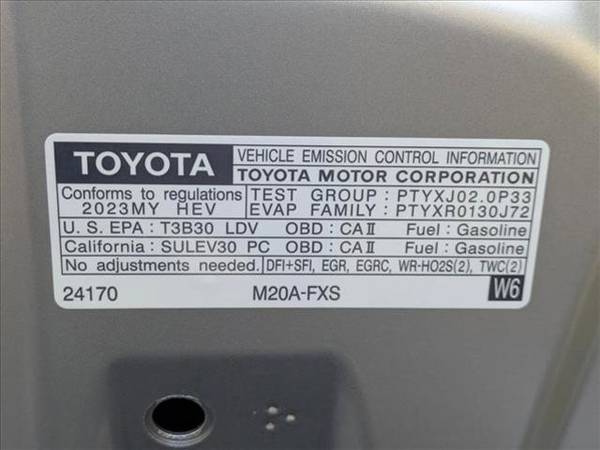 TOYOTA VEHICLE EMISSION CONTROL INFORMATION
TOYOTA MOTOR CORPORATION
Conforms to regulations TEST GROUP : PTYXJ02.0P33
2023MY HEV EVAP FAMILY : PTYXR0130J72
U. S. EPA : T3B30 LDV OBD : CAⅡ Fuel : Gasoline
California : SULEV30 PC OBD : CAⅡ Fuel : Gasoline
No adjustments needed. DFI+SFI, EGR, EGRC, WR-HO2S(2), TWC(2)
24170 M20A-FXS W6